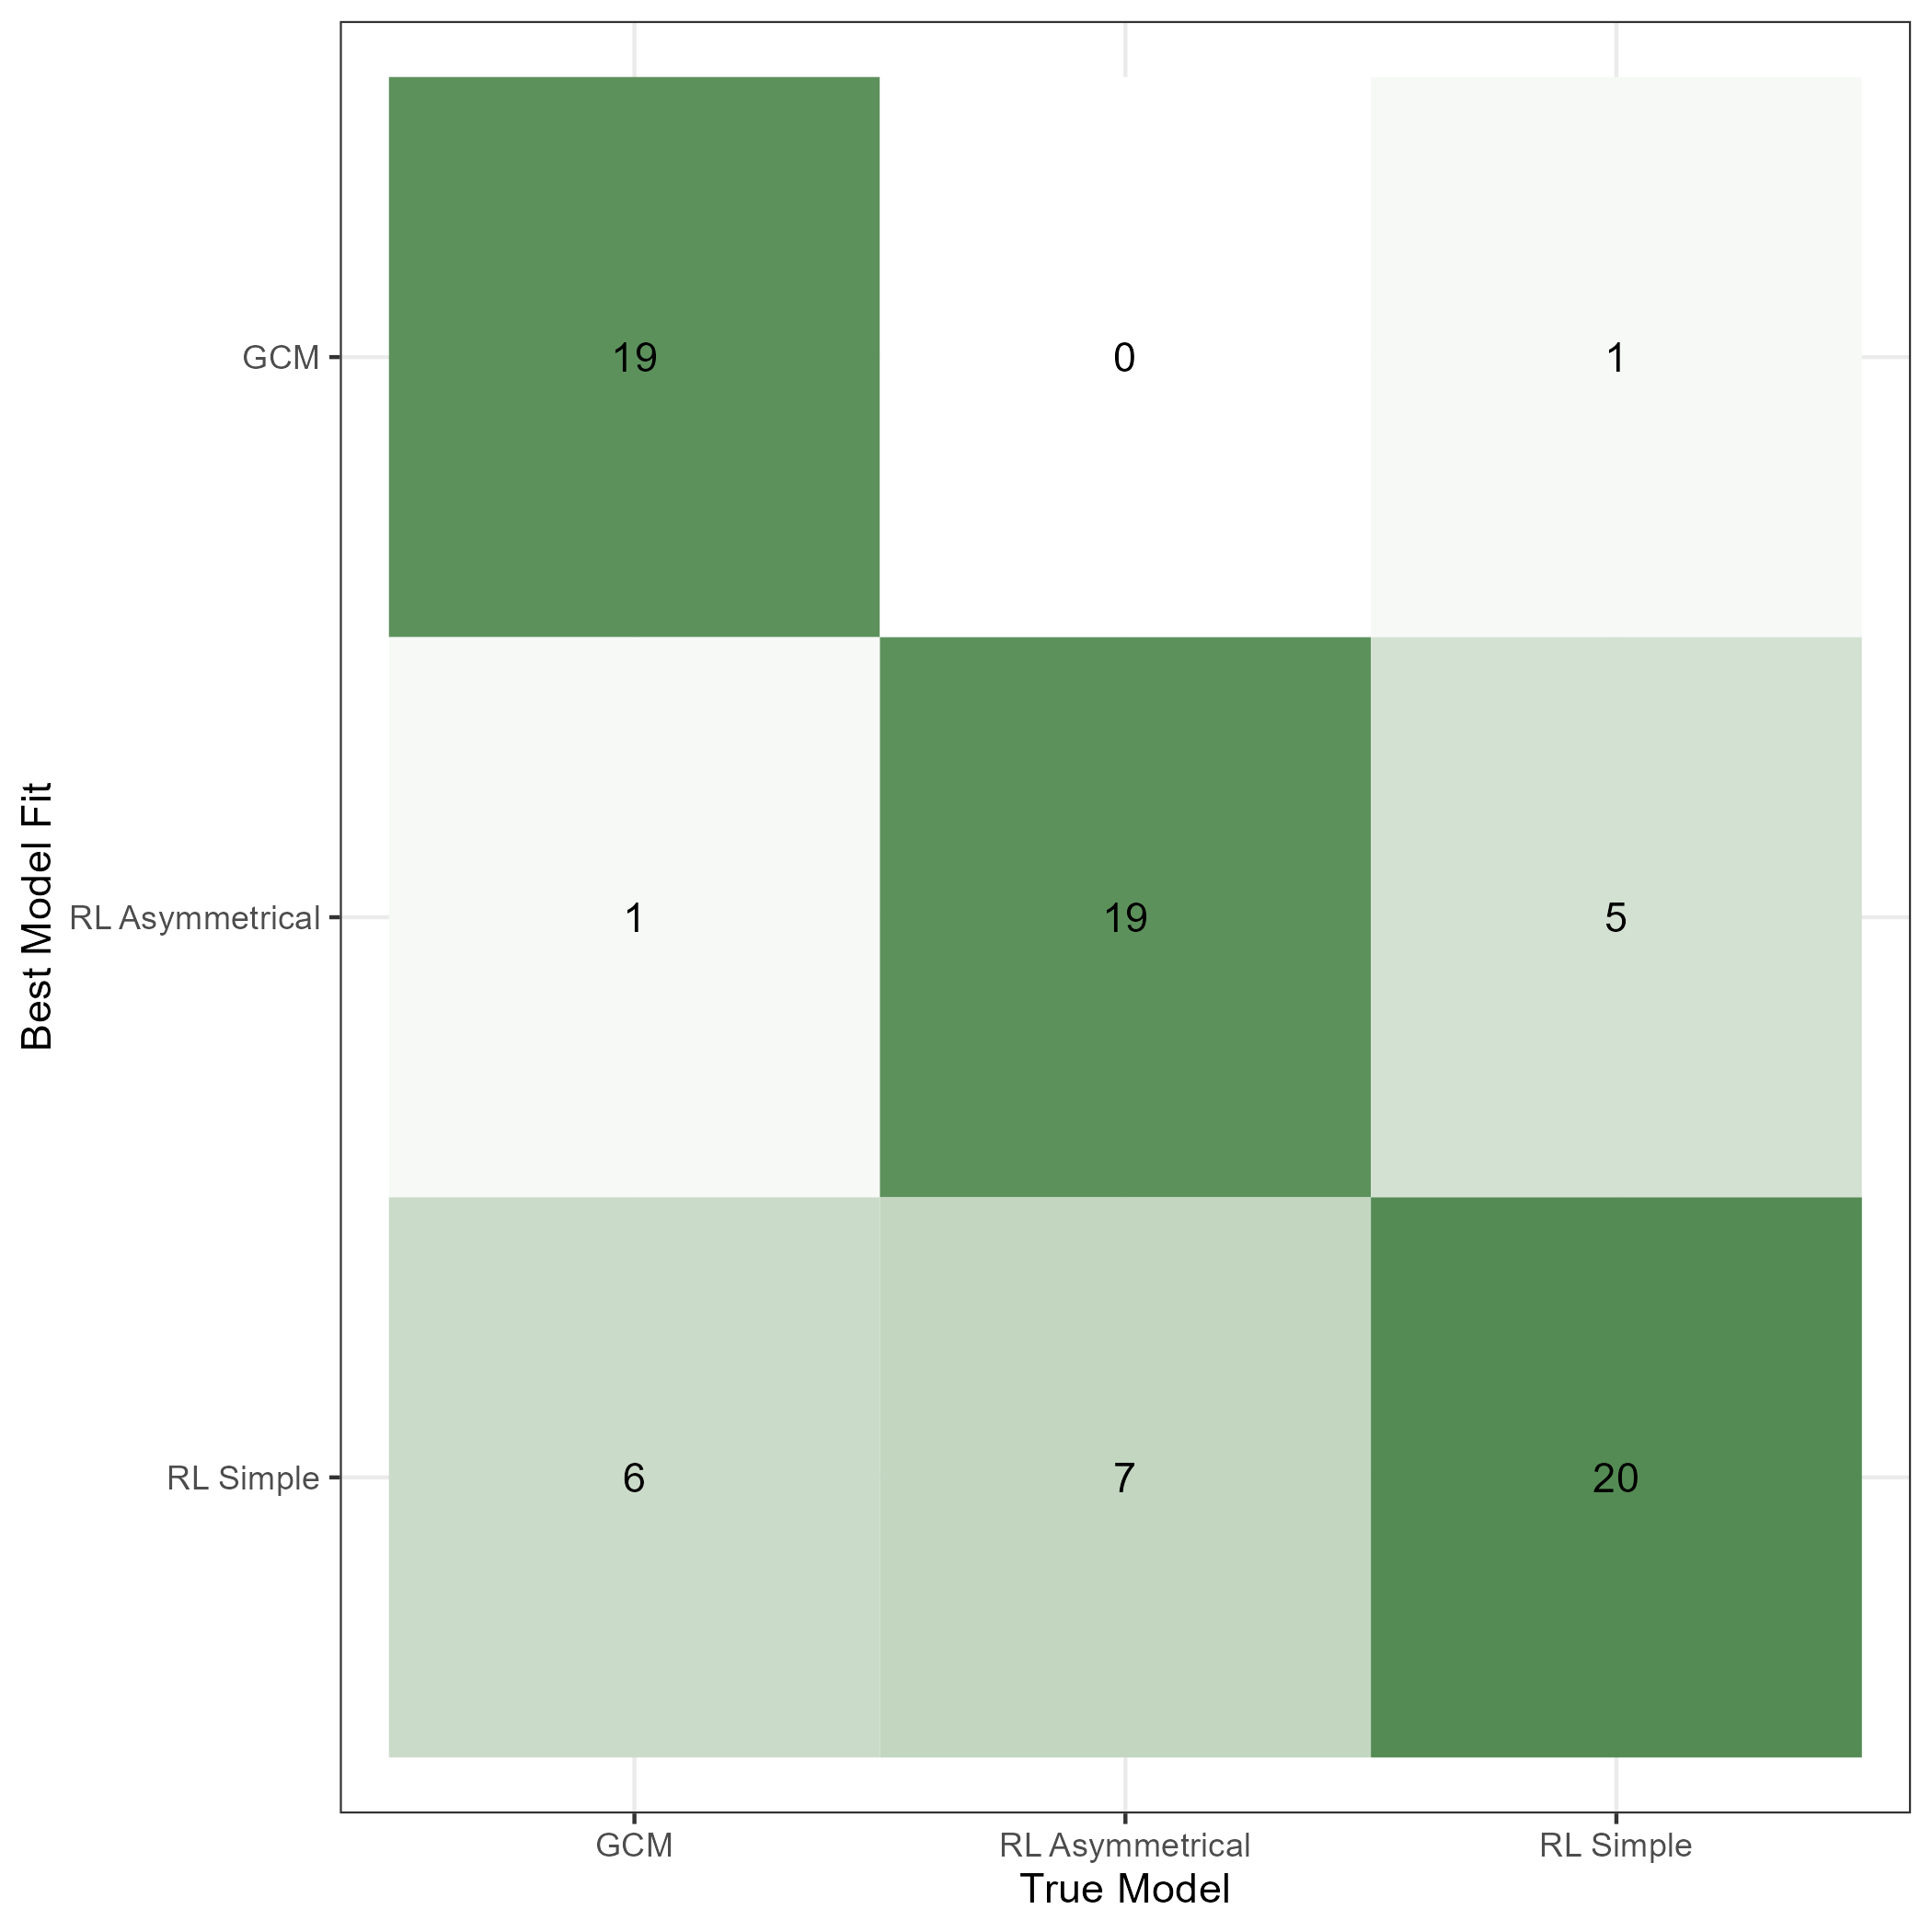 GCM
19
0
1
RL Asymmetrical
1
19
5
RL Simple
6
7
20
GCM
RL Asymmetrical
RL Simple
True Model
Best Model Fit